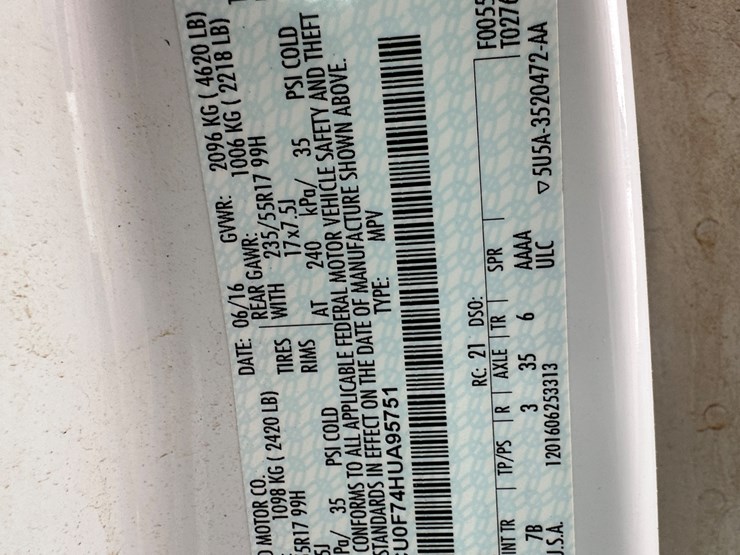 DATE: 06/16 GVWR: 2096 KG ( 4620 LB)
MOTOR CO. REAR GAWR: 1006 KG ( 2218 LB)
1098 KG ( 2420 LB) WITH 235/55R17 99H
5R17 99H TIRES 17x7.5J
5J RIMS AT 240 kPa/ 35 PSI COLD
Pa/ 35 PSI COLD
CONFORMS TO ALL APPLICABLE FEDERAL MOTOR VEHICLE SAFETY AND THEFT
STANDARDS IN EFFECT ON THE DATE OF MANUFACTURE SHOWN ABOVE.
U0F74HUA95751 TYPE: MPV
F0055
RC: 21 DSO: T0276
INT TR TP/PS R AXLE TR SPR
7B 3 35 6 AAAA
U.S.A. 1201606253313 ULC ▽ 5U5A-3520472-AA